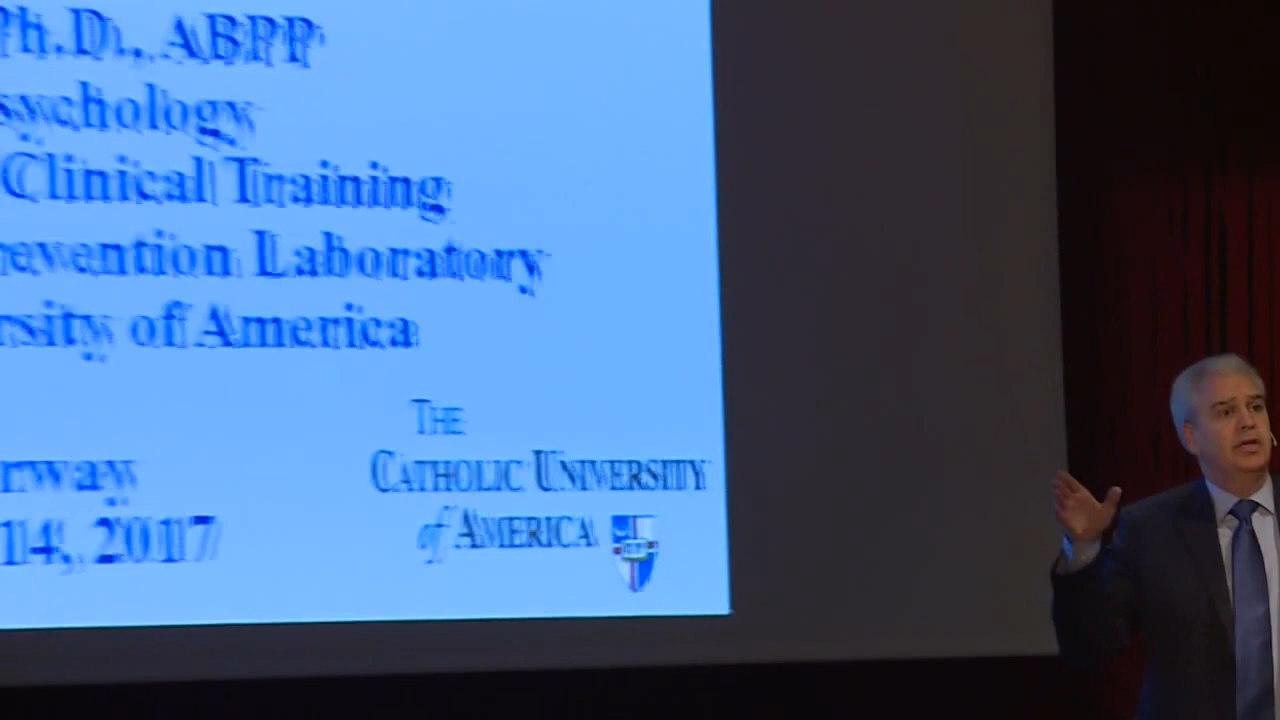 Ph.D., ABPP
sychology
Clinical Training
revention Laboratory
rsity of America
rway
14, 2017
THE
CATHOLIC UNIVERSITY
of AMERICA